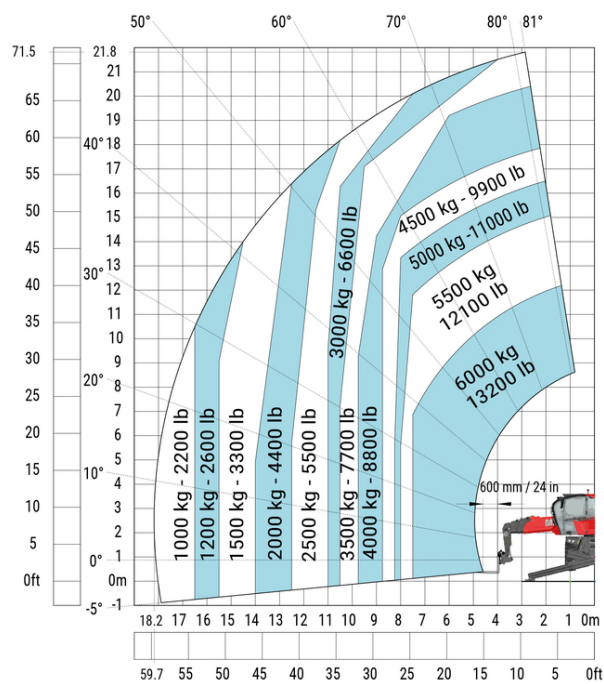 50° 60° 70° 80° 81°
71.5 21.8
21
65 20
19
60 40° 18
17
55 16
50 15
14
45 30° 13
40 12
11
35 10
30 9
25 20° 8
7
20 6
15 10° 5
4
10 3
2
5 0° 1
0ft 0m
-5° -1
1000 kg - 2200 lb
1200 kg - 2600 lb
1500 kg - 3300 lb
2000 kg - 4400 lb
2500 kg - 5500 lb
3000 kg - 6600 lb
3500 kg - 7700 lb
4000 kg - 8800 lb
4500 kg - 9900 lb
5000 kg -11000 lb
5500 kg
12100 lb
6000 kg
13200 lb
600 mm / 24 in
18.2 17 16 15 14 13 12 11 10 9 8 7 6 5 4 3 2 1 0m
59.7 55 50 45 40 35 30 25 20 15 10 5 0ft